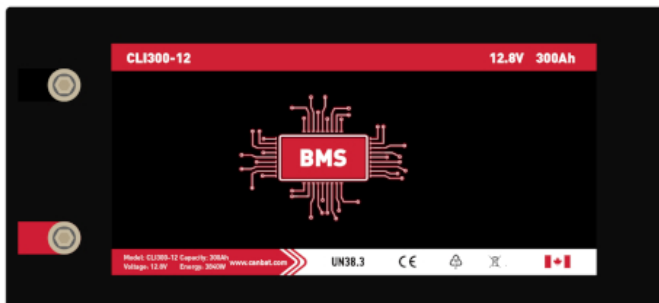 CLI300-12 12.8V 300Ah
BMS
Model: CLI300-12 Capacity: 300Ah
Voltage: 12.8V Energy: 3840W
www.canbat.com
UN38.3 CE